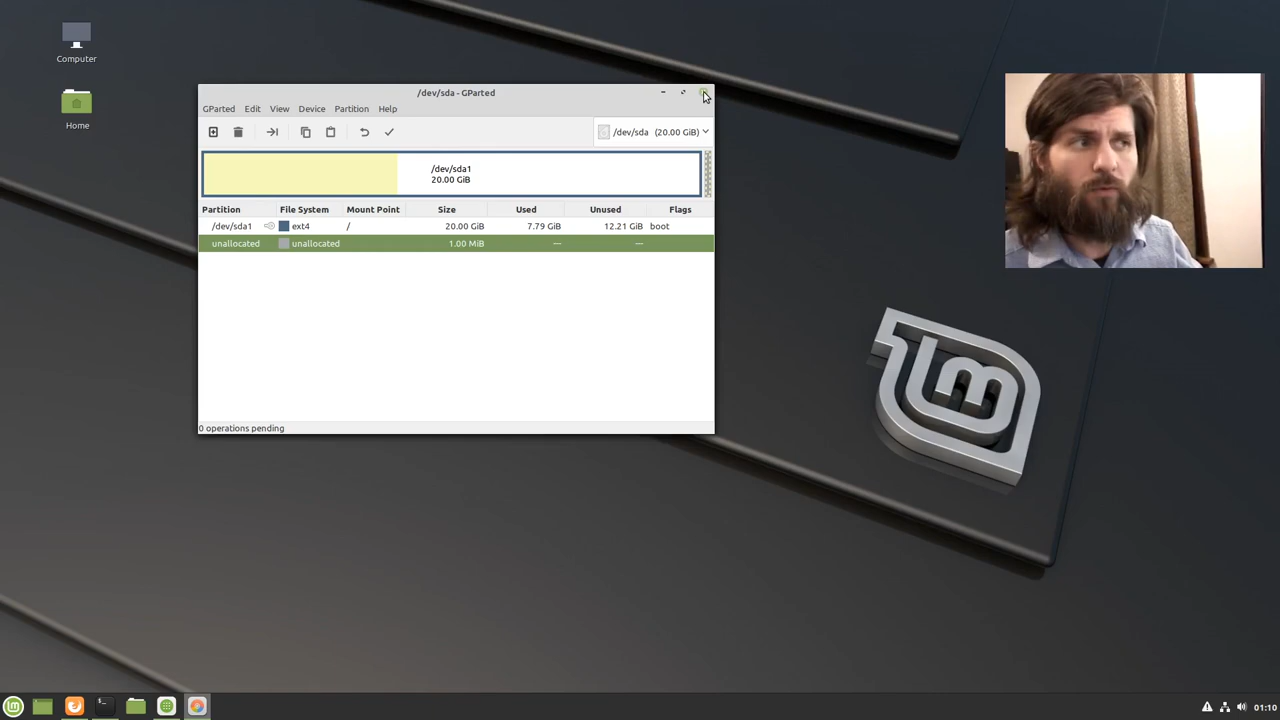 Computer
Home
/dev/sda - GParted
GParted Edit View Device Partition Help
/dev/sda (20.00 GiB)
/dev/sda1
20.00 GiB
Partition File System Mount Point Size Used Unused Flags
/dev/sda1 ext4 / 20.00 GiB 7.79 GiB 12.21 GiB boot
unallocated unallocated 1.00 MiB — —
0 operations pending
lm
01:10